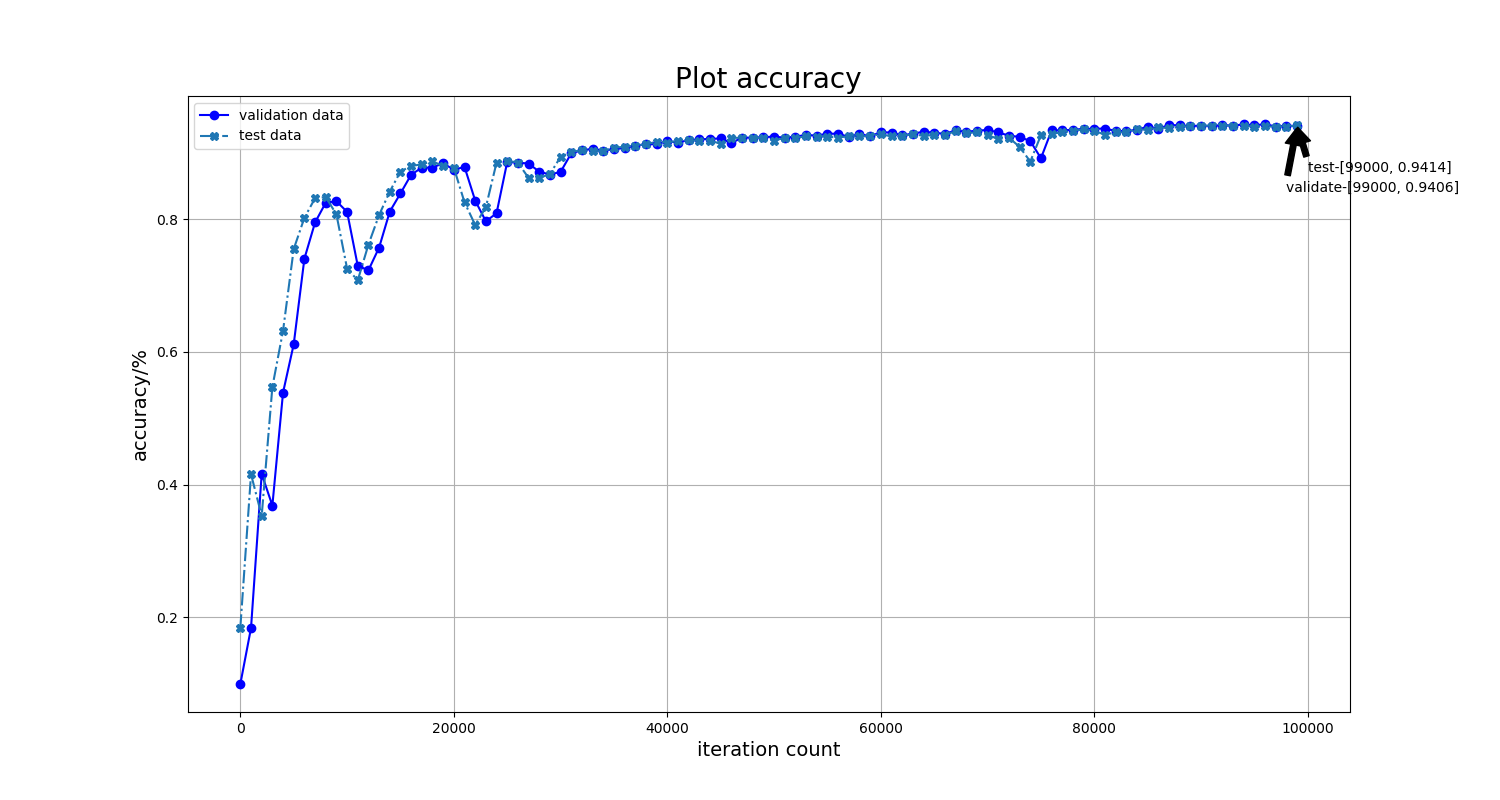 Plot accuracy
validation data
test data
accuracy/%
0.8
0.6
0.4
0.2
test-[99000, 0.9414]
validate-[99000, 0.9406]
0
20000
40000
60000
80000
100000
iteration count